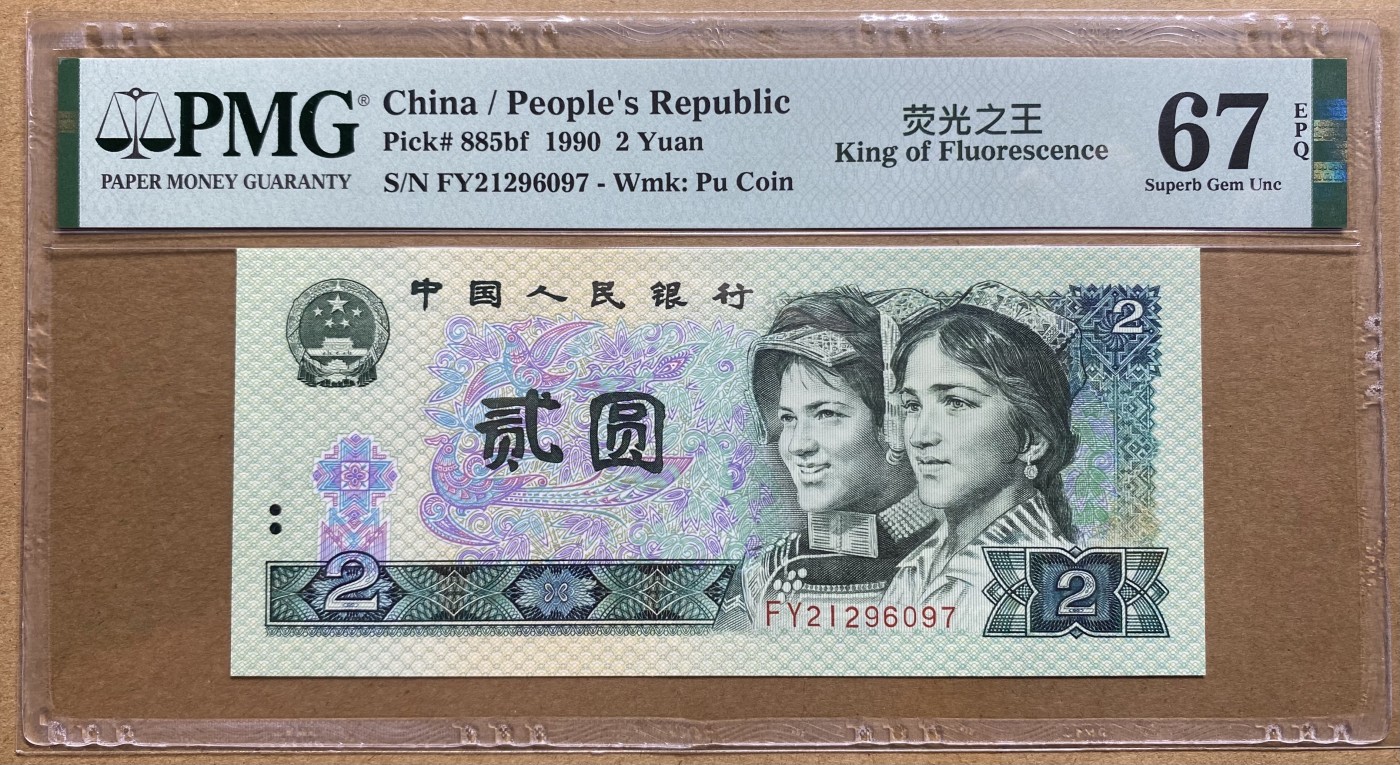 PMG®
PAPER MONEY GUARANTY
China / People's Republic
Pick# 885bf 1990 2 Yuan
S/N FY21296097 - Wmk: Pu Coin
荧光之王
King of Fluorescence
67
EPQ
Superb Gem Unc
中国人民银行
2
贰圆
2
FY21296097
2